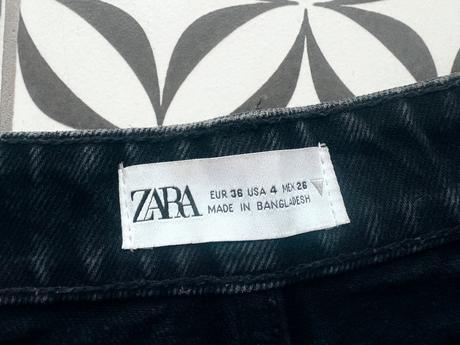 ZARA
EUR 36 USA 4 MEX 26
MADE IN BANGLADESH